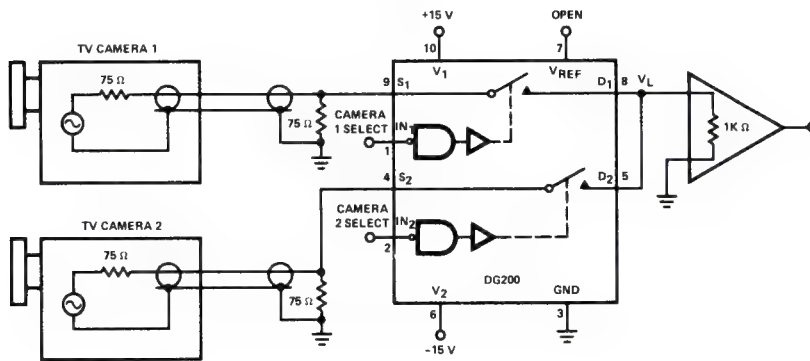 +15 V
OPEN
TV CAMERA 1
10
7
75 Ω
V1
VREF
9
S1
D1
8
VL
75 Ω
CAMERA
1 SELECT
IN1
1
1K Ω
4
S2
D2
5
TV CAMERA 2
CAMERA
2 SELECT
IN2
2
75 Ω
75 Ω
DG200
V2
GND
6
3
-15 V